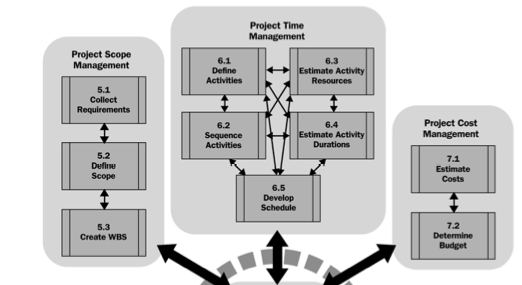 Project Time
Management
Project Scope
Management
5.1
Collect
Requirements
5.2
Define
Scope
5.3
Create WBS
6.1
Define
Activities
6.3
Estimate Activity
Resources
6.2
Sequence
Activities
6.4
Estimate Activity
Durations
6.5
Develop
Schedule
Project Cost
Management
7.1
Estimate
Costs
7.2
Determine
Budget